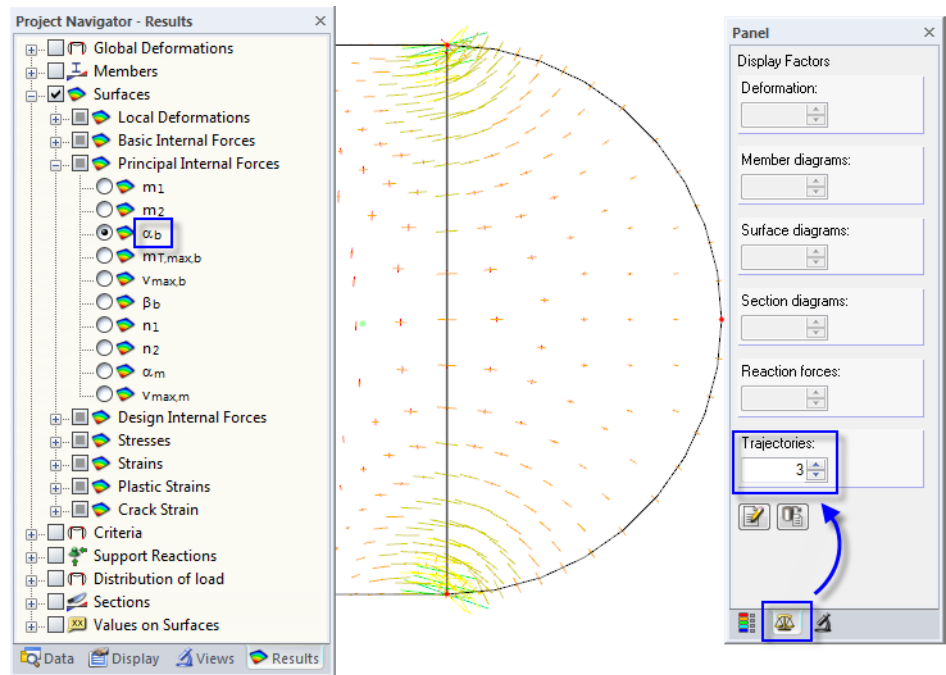 Project Navigator - Results
Global Deformations
Members
Surfaces
Local Deformations
Basic Internal Forces
Principal Internal Forces
m1
m2
αb
mT,max,b
vmax,b
βb
n1
n2
αm
vmax,m
Design Internal Forces
Stresses
Strains
Plastic Strains
Crack Strain
Criteria
Support Reactions
Distribution of load
Sections
xx Values on Surfaces
Data Display Views Results
Panel
Display Factors
Deformation:
Member diagrams:
Surface diagrams:
Section diagrams:
Reaction forces:
Trajectories:
3